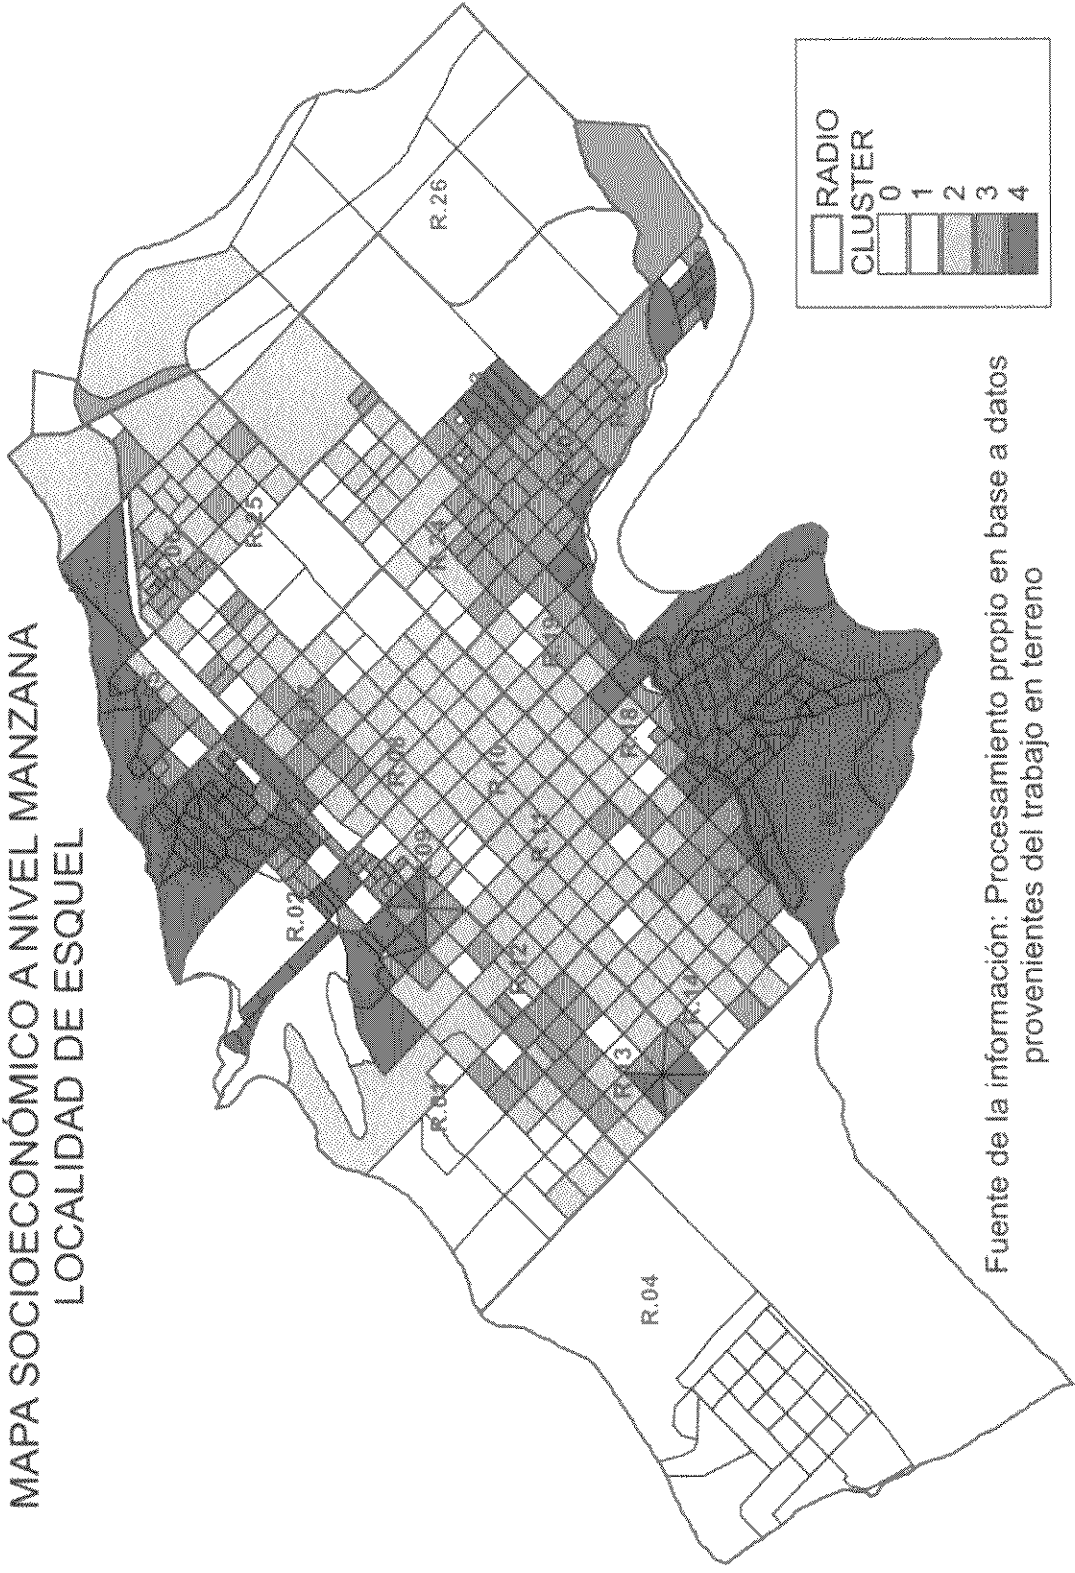 MAPA SOCIOECONÓMICO A NIVEL MANZANA
LOCALIDAD DE ESQUEL
R.26
R.25
R.24
R.19
R.18
R.08
R.10
R.11
R.02
R.12
R.14
R.13
R.01
R.04
RADIO
CLUSTER
0
1
2
3
4
Fuente de la información: Procesamiento propio en base a datos
provenientes del trabajo en terreno